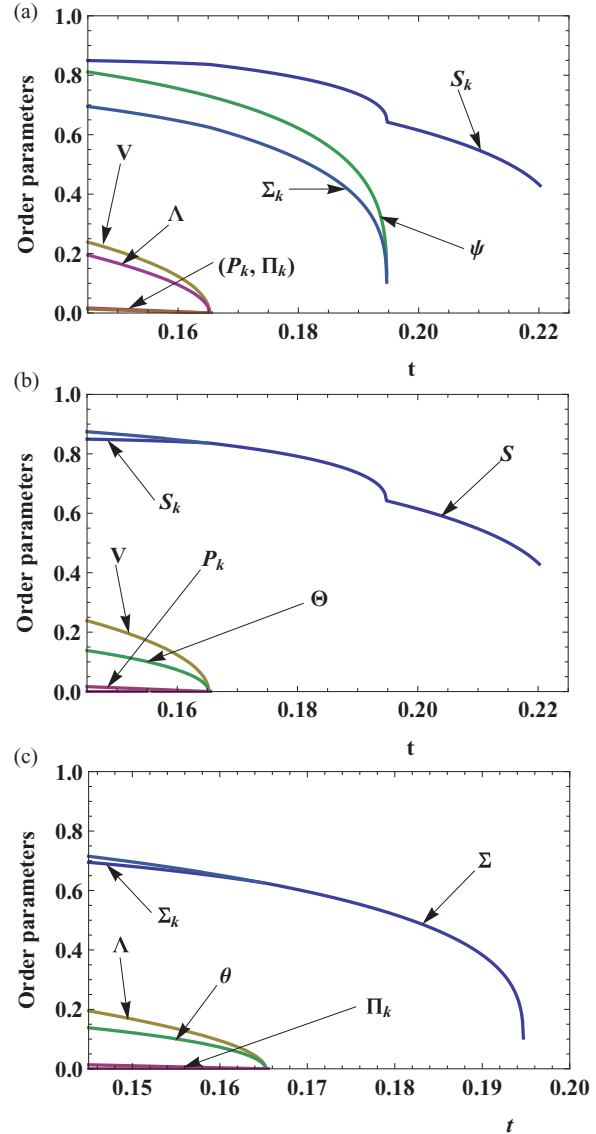 (a)
1.0
0.8
0.6
0.4
0.2
0.0
Order parameters
V
Λ
(P_k, Π_k)
Σ_k
ψ
S_k
0.16
0.18
0.20
0.22
t
(b)
1.0
0.8
0.6
0.4
0.2
0.0
Order parameters
S_k
S
V
P_k
Θ
0.16
0.18
0.20
0.22
t
(c)
1.0
0.8
0.6
0.4
0.2
0.0
Order parameters
Σ
Σ_k
Λ
θ
Π_k
0.15
0.16
0.17
0.18
0.19
0.20
t